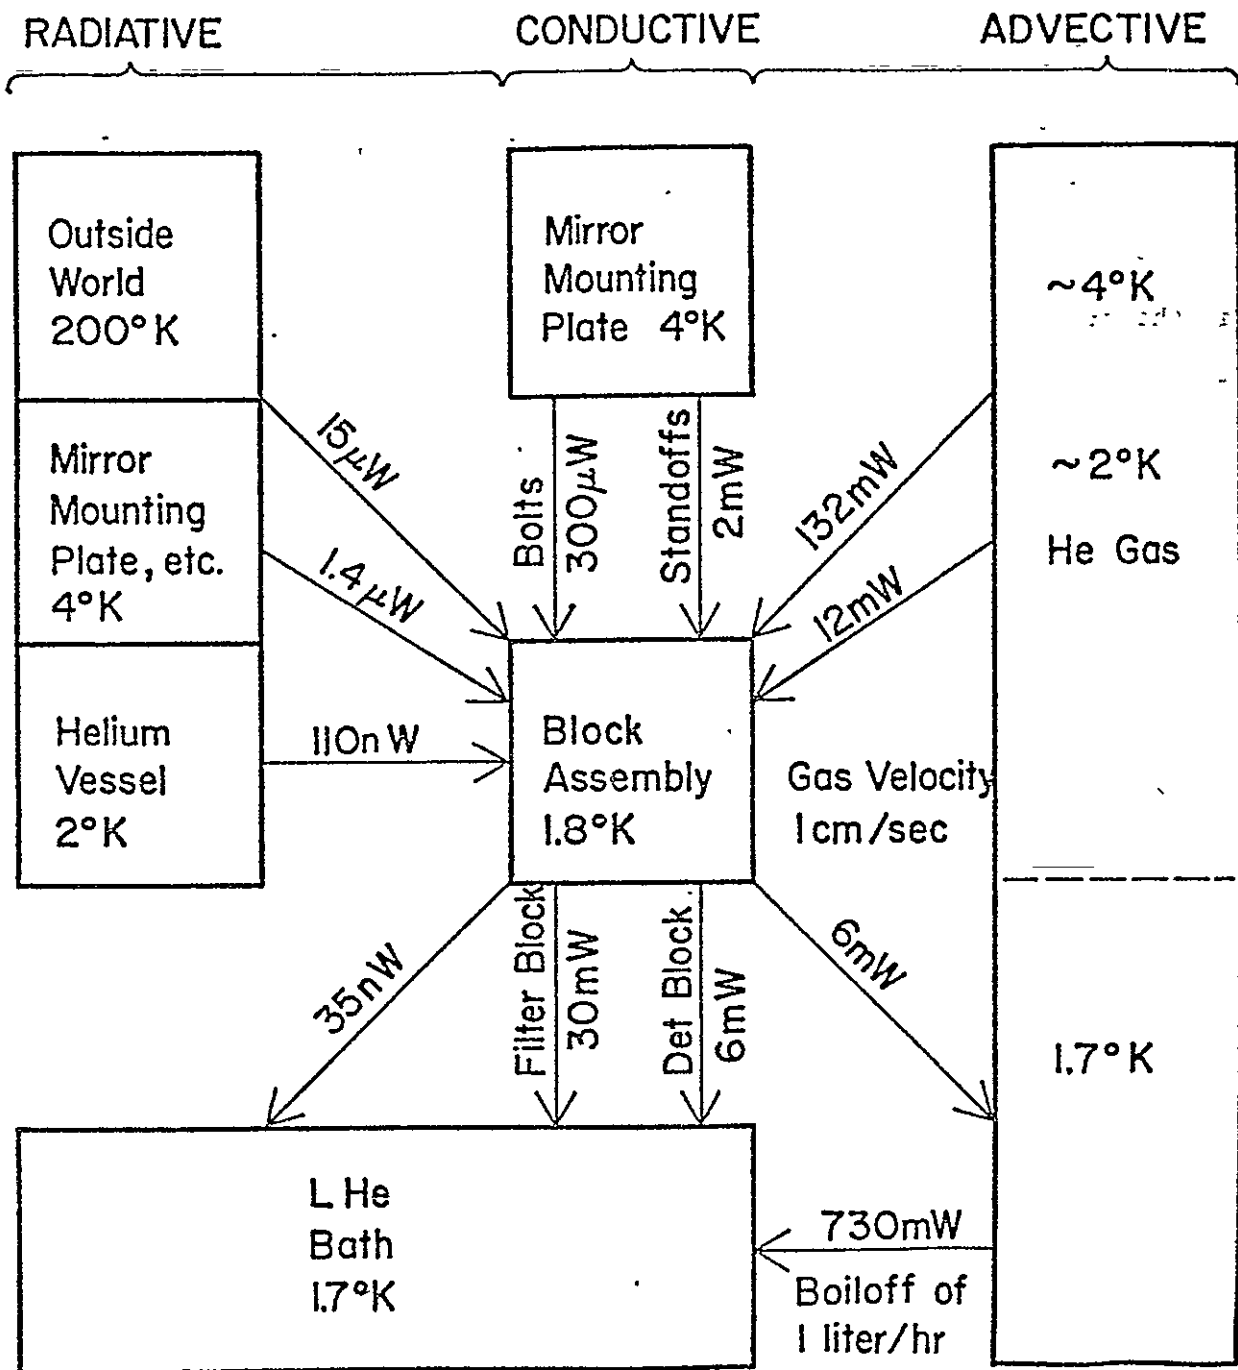 RADIATIVE
CONDUCTIVE
ADVECTIVE
Outside
World
200°K
Mirror
Mounting
Plate 4°K
~4°K
~2°K
He Gas
Mirror
Mounting
Plate, etc.
4°K
15μW
1.4μW
Bolts
300μW
Standoffs
2mW
132mW
12mW
Helium
Vessel
2°K
110nW
Block
Assembly
1.8°K
Gas Velocity
1cm/sec
35nW
Filter Block
30mW
Det Block
6mW
6mW
1.7°K
L He
Bath
1.7°K
730mW
Boiloff of
1 liter/hr